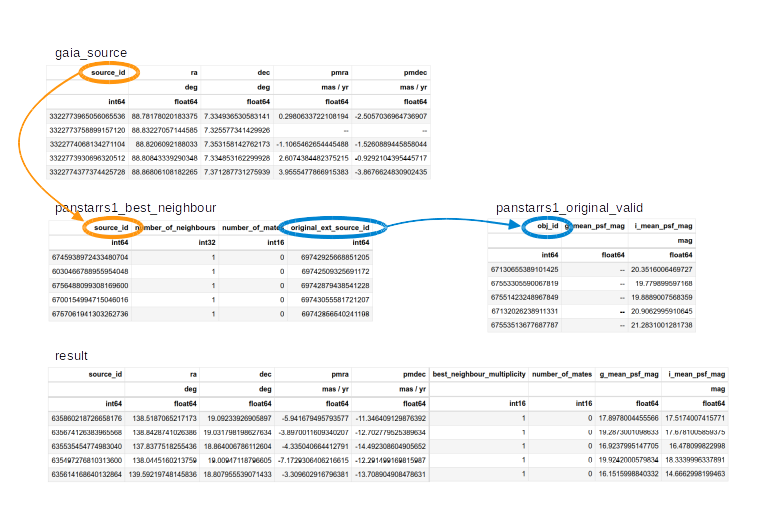 gaia_source
source_id ra dec pmra pmdec
deg deg mas / yr mas / yr
int64 float64 float64 float64 float64
3322773965056065536 88.78178020183375 7.334936530583141 0.2980633722108194 -2.5057036964736907
3322773758899157120 88.83227057144585 7.325577341429926 -- --
3322774068134271104 88.8206092188033 7.353158142762173 -1.1065462654445488 -1.5260889445858044
3322773930696320512 88.80843339290348 7.334853162299928 2.6074384482375215 -0.9292104395445717
3322774377374425728 88.86806108182265 7.371287731275939 3.9555477866915383 -3.8676624830902435
panstarrs1_best_neighbour
source_id number_of_neighbours number_of_mates original_ext_source_id
int64 int32 int16 int64
6745938972433480704 1 0 69742925668851205
6030466788955954048 1 0 69742509325691172
6756488099308169600 1 0 69742879438541228
6700154994715046016 1 0 69743055581721207
6757061941303252736 1 0 69742856540241198
panstarrs1_original_valid
obj_id g_mean_psf_mag i_mean_psf_mag
mag
int64 float64 float64
67130655389101425 -- 20.3516006469727
67553305590067819 -- 19.779899597168
67551423248967849 -- 19.8889007568359
67132026238911331 -- 20.9062995910645
67553513677687787 -- 21.2831001281738
result
source_id ra dec pmra pmdec best_neighbour_multiplicity number_of_mates g_mean_psf_mag i_mean_psf_mag
deg deg mas / yr mas / yr mag
int64 float64 float64 float64 float64 int16 int16 float64 float64
635860218726658176 138.5187065217173 19.09233926905897 -5.941679495793577 -11.346409129876392 1 0 17.8978004455566 17.5174007415771
635674126383965568 138.8428741026386 19.031798198627634 -3.8970011609340207 -12.702779525389634 1 0 19.2873001098633 17.6781005859375
635535454774983040 137.8377518255436 18.864006786112604 -4.335040664412791 -14.492308604905652 1 0 16.9237995147705 16.478099822998
635497276810313600 138.0445160213759 19.00947118796605 -7.1729306406216615 -12.291499169815987 1 0 19.9242000579834 18.3339996337891
635614168640132864 139.59219748145836 18.807955539071433 -3.309602916796381 -13.708904908478631 1 0 16.1515998840332 14.6662998199463